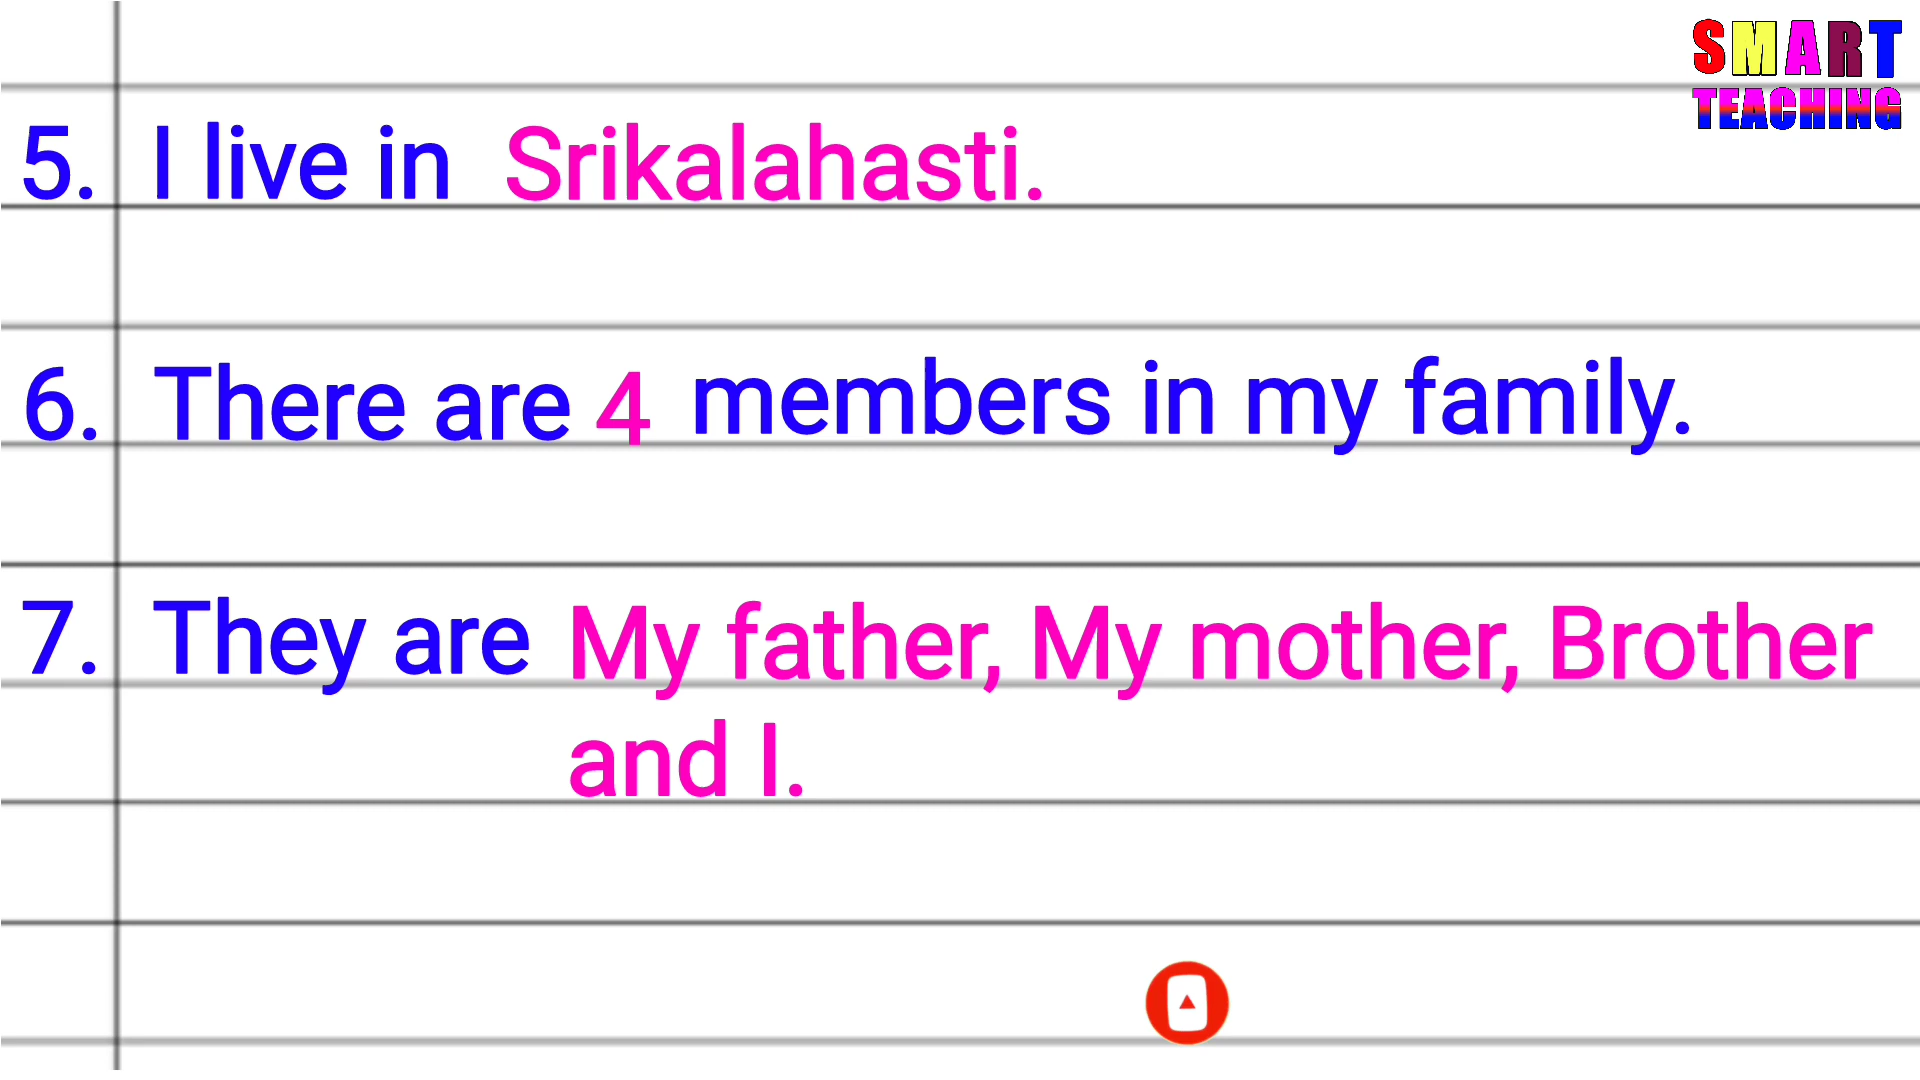 SMART
TEACHING
5. I live in Srikalahasti.
6. There are 4 members in my family.
7. They are My father, My mother, Brother
and I.